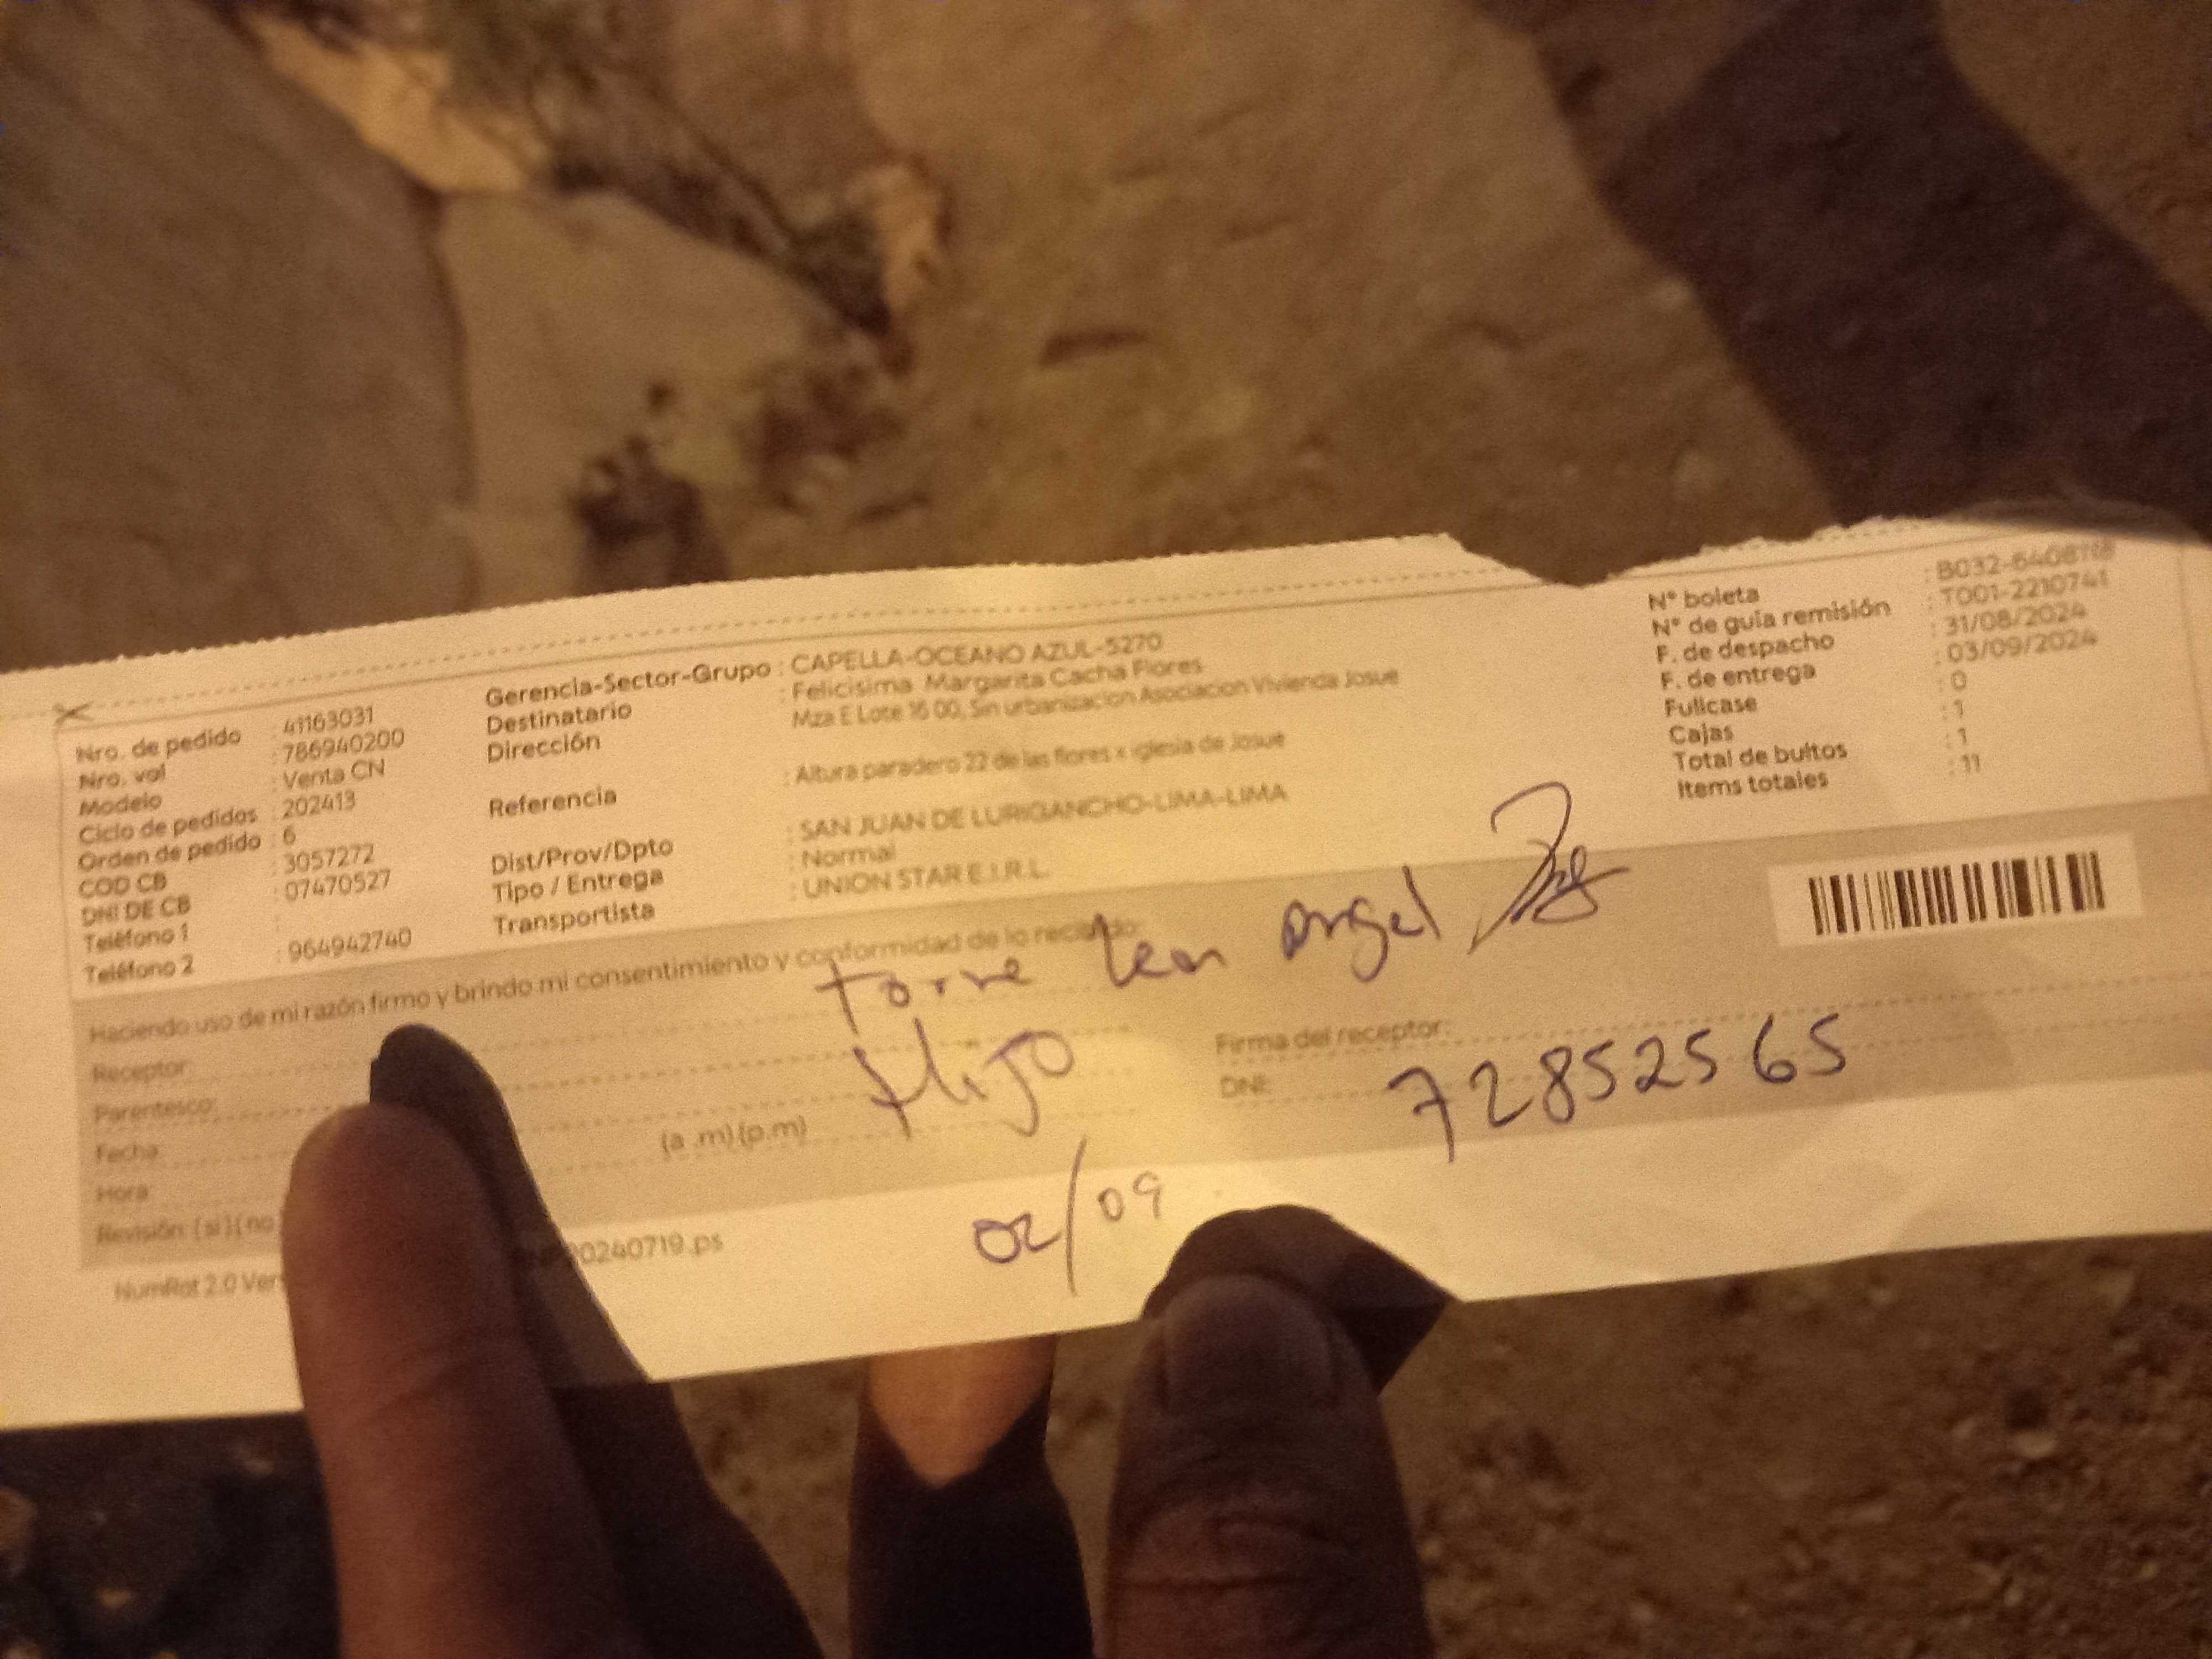 Nro. de pedido : 41163031
Nro. vol : 786940200
Modelo : Venta CN
Ciclo de pedidos : 202413
Orden de pedido : 6
COD CB : 3057272
DNI DE CB : 07470527
Teléfono 1 :
Teléfono 2 : 964942740
Gerencia-Sector-Grupo : CAPELLA-OCEANO AZUL-5270
Destinatario : Felicisima Margarita Cacha Flores
Dirección Mza E Lote 16 00, Sin urbanizacion Asociacion Vivienda Josue
Referencia : Altura paradero 22 de las flores x iglesia de Josue
Dist/Prov/Dpto : SAN JUAN DE LURIGANCHO-LIMA-LIMA
Tipo / Entrega : Normal
Transportista : UNION STAR E.I.R.L.
N° boleta : B032-64081
N° de guía remisión : T001-2210741
F. de despacho : 31/08/2024
F. de entrega : 03/09/2024
Fullcase : 0
Cajas : 1
Total de bultos : 1
Items totales : 11
Haciendo uso de mi razón firmo y brindo mi consentimiento y conformidad de lo recibido:
Receptor: torre leon angel
Parentesco: Hijo
Fecha:
Hora: (a .m) (p.m)
Revisión: (si) (no
Firma del receptor:
DNI: 72852565
02/09
NumRot 2.0 Ver 20240719.ps